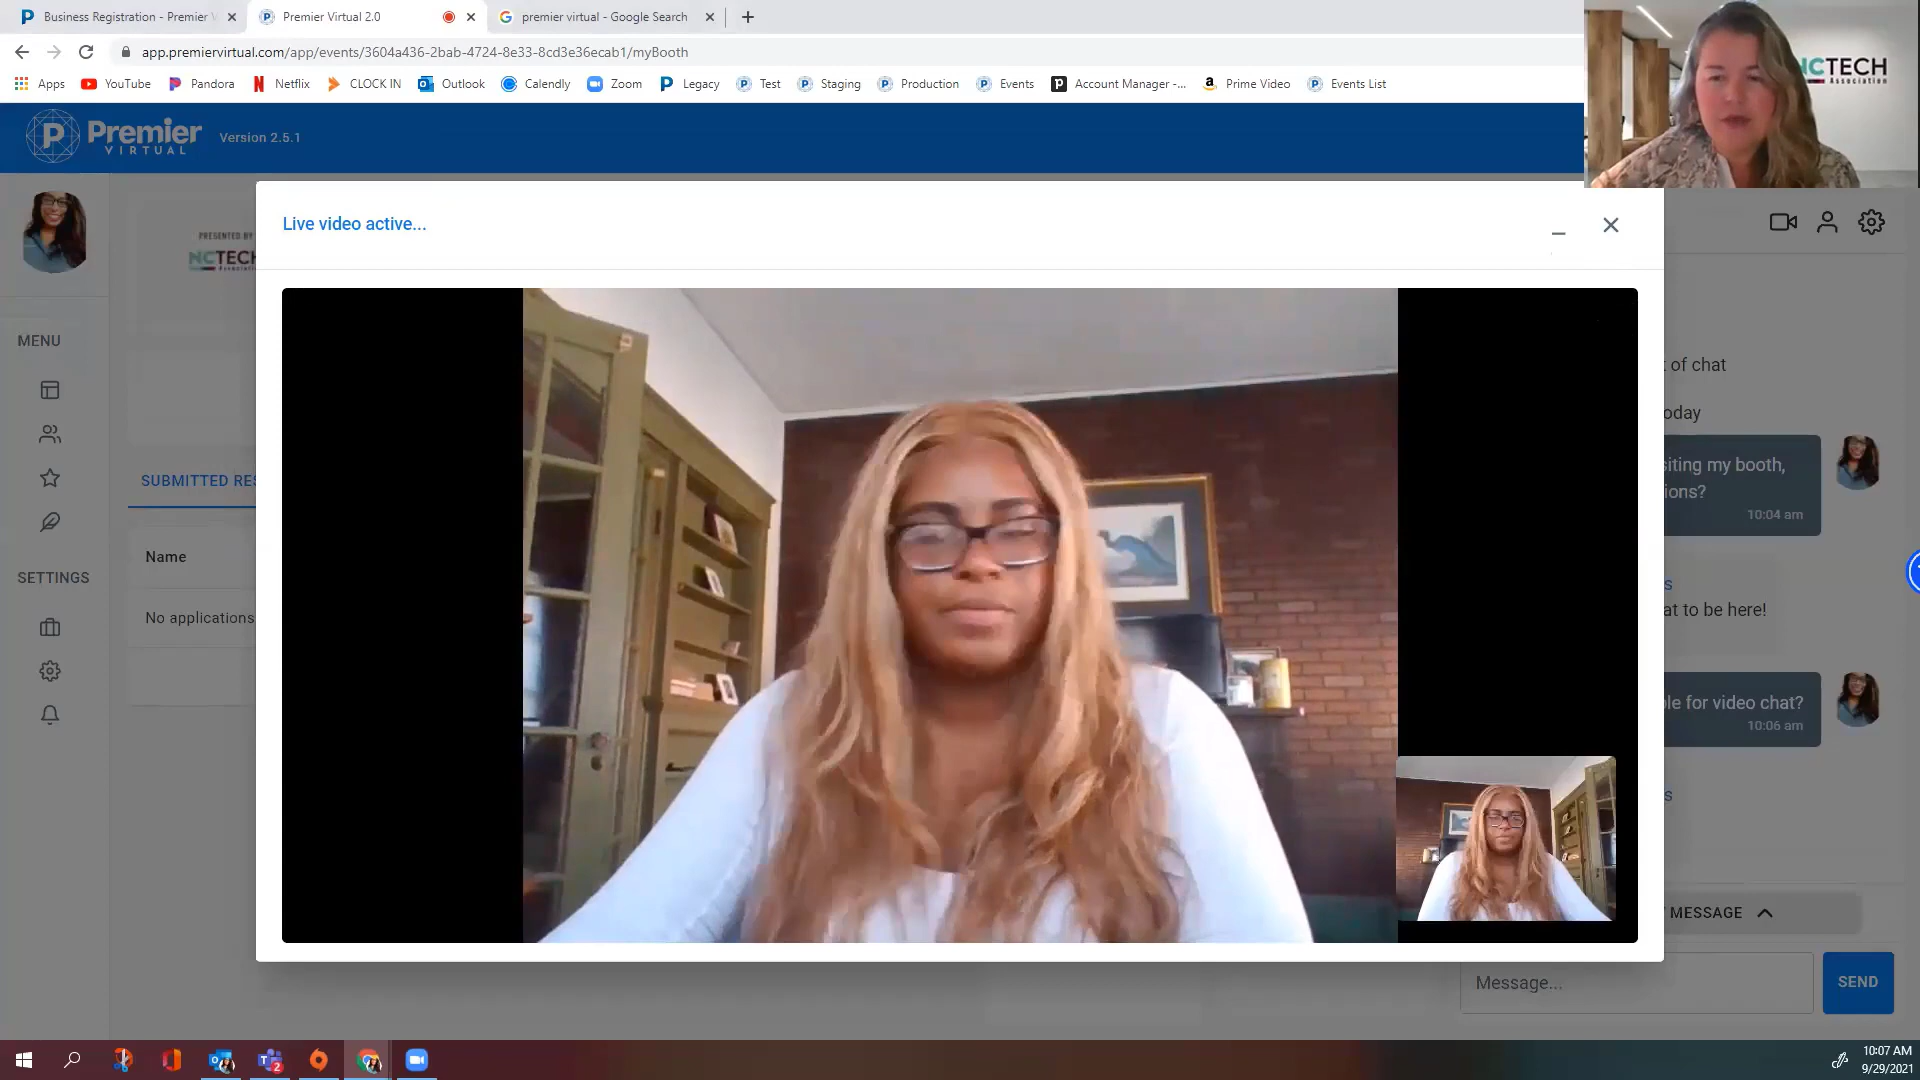 Business Registration - Premier V
Premier Virtual 2.0
premier virtual - Google Search
app.premiervirtual.com/app/events/3604a436-2bab-4724-8e33-8cd3e36ecab1/myBooth
Apps YouTube Pandora Netflix CLOCK IN Outlook Calendly Zoom Legacy Test Staging Production Events Account Manager -... Prime Video Events List
NCTECH
Association
P Premier
VIRTUAL
Version 2.5.1
Live video active...
PRESENTED BY
NCTECH
MENU
SUBMITTED RES
Name
SETTINGS
No applications
of chat
oday
siting my booth,
ions?
10:04 am
s
at to be here!
le for video chat?
10:06 am
s
MESSAGE
Message...
SEND
2
10:07 AM
9/29/2021